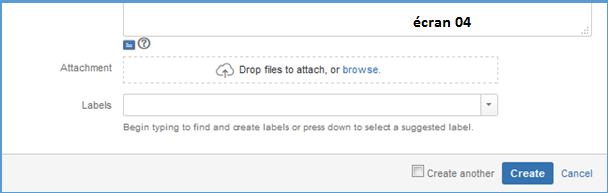 écran 04
Attachment
Drop files to attach, or browse.
Labels
Begin typing to find and create labels or press down to select a suggested label.
Create another Create Cancel